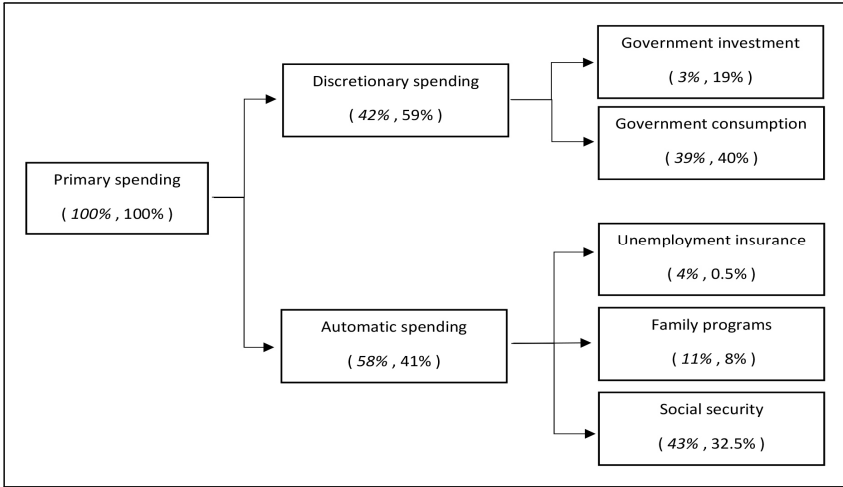 Government investment
( 3% , 19% )
Discretionary spending
( 42% , 59% )
Government consumption
( 39% , 40% )
Primary spending
( 100% , 100% )
Unemployment insurance
( 4% , 0.5% )
Automatic spending
( 58% , 41% )
Family programs
( 11% , 8% )
Social security
( 43% , 32.5% )